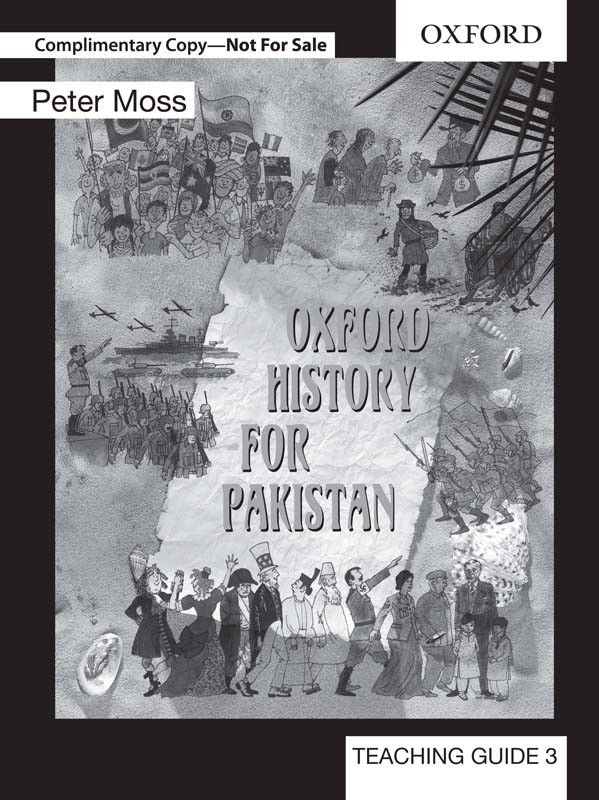 OXFORD
Complimentary Copy—Not For Sale
Peter Moss
OXFORD
HISTORY
FOR
PAKISTAN
TEACHING GUIDE 3